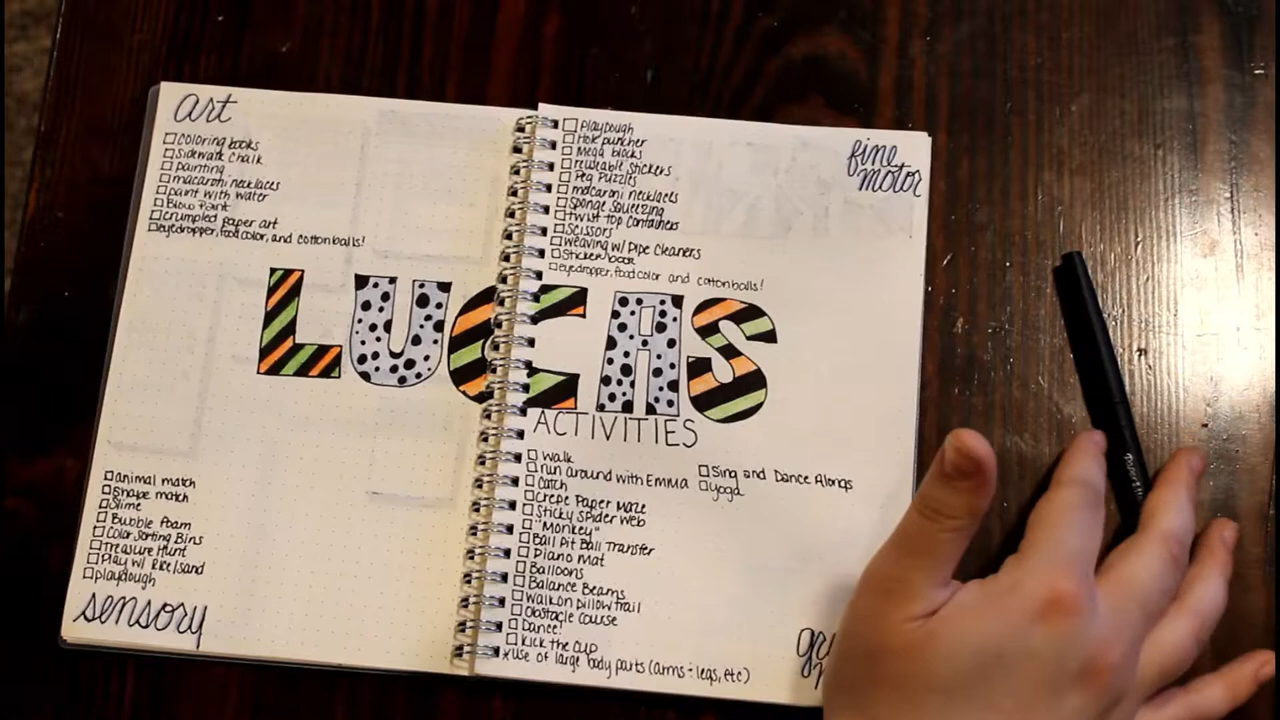 art
Coloring books
Sidewalk Chalk
painting
macaroni necklaces
paint with water
Blow Paint
crumpled paper art
eyedropper, food color, and cotton balls!
fine
motor
Playdough
Hole puncher
Mega blocks
reusable stickers
Peg Puzzles
macaroni necklaces
Sponge Squeezing
twist top containers
Scissors
weaving w/ Pipe Cleaners
Sticker book
eyedropper, food color and cotton balls!
LUCAS
ACTIVITIES
animal match
Shape match
Slime
Bubble Foam
Color Sorting Bins
Treasure Hunt
Play w/ Rice/sand
playdough
sensory
walk
run around with Emma
catch
Crepe Paper Maze
Sticky Spider Web
"Monkey"
Ball Pit Ball Transfer
Piano mat
Balloons
Balance Beams
walk on pillow trail
Obstacle course
Dance!
kick the cup
*use of large body parts (arms + legs, etc)
Sing and Dance Alongs
yoga